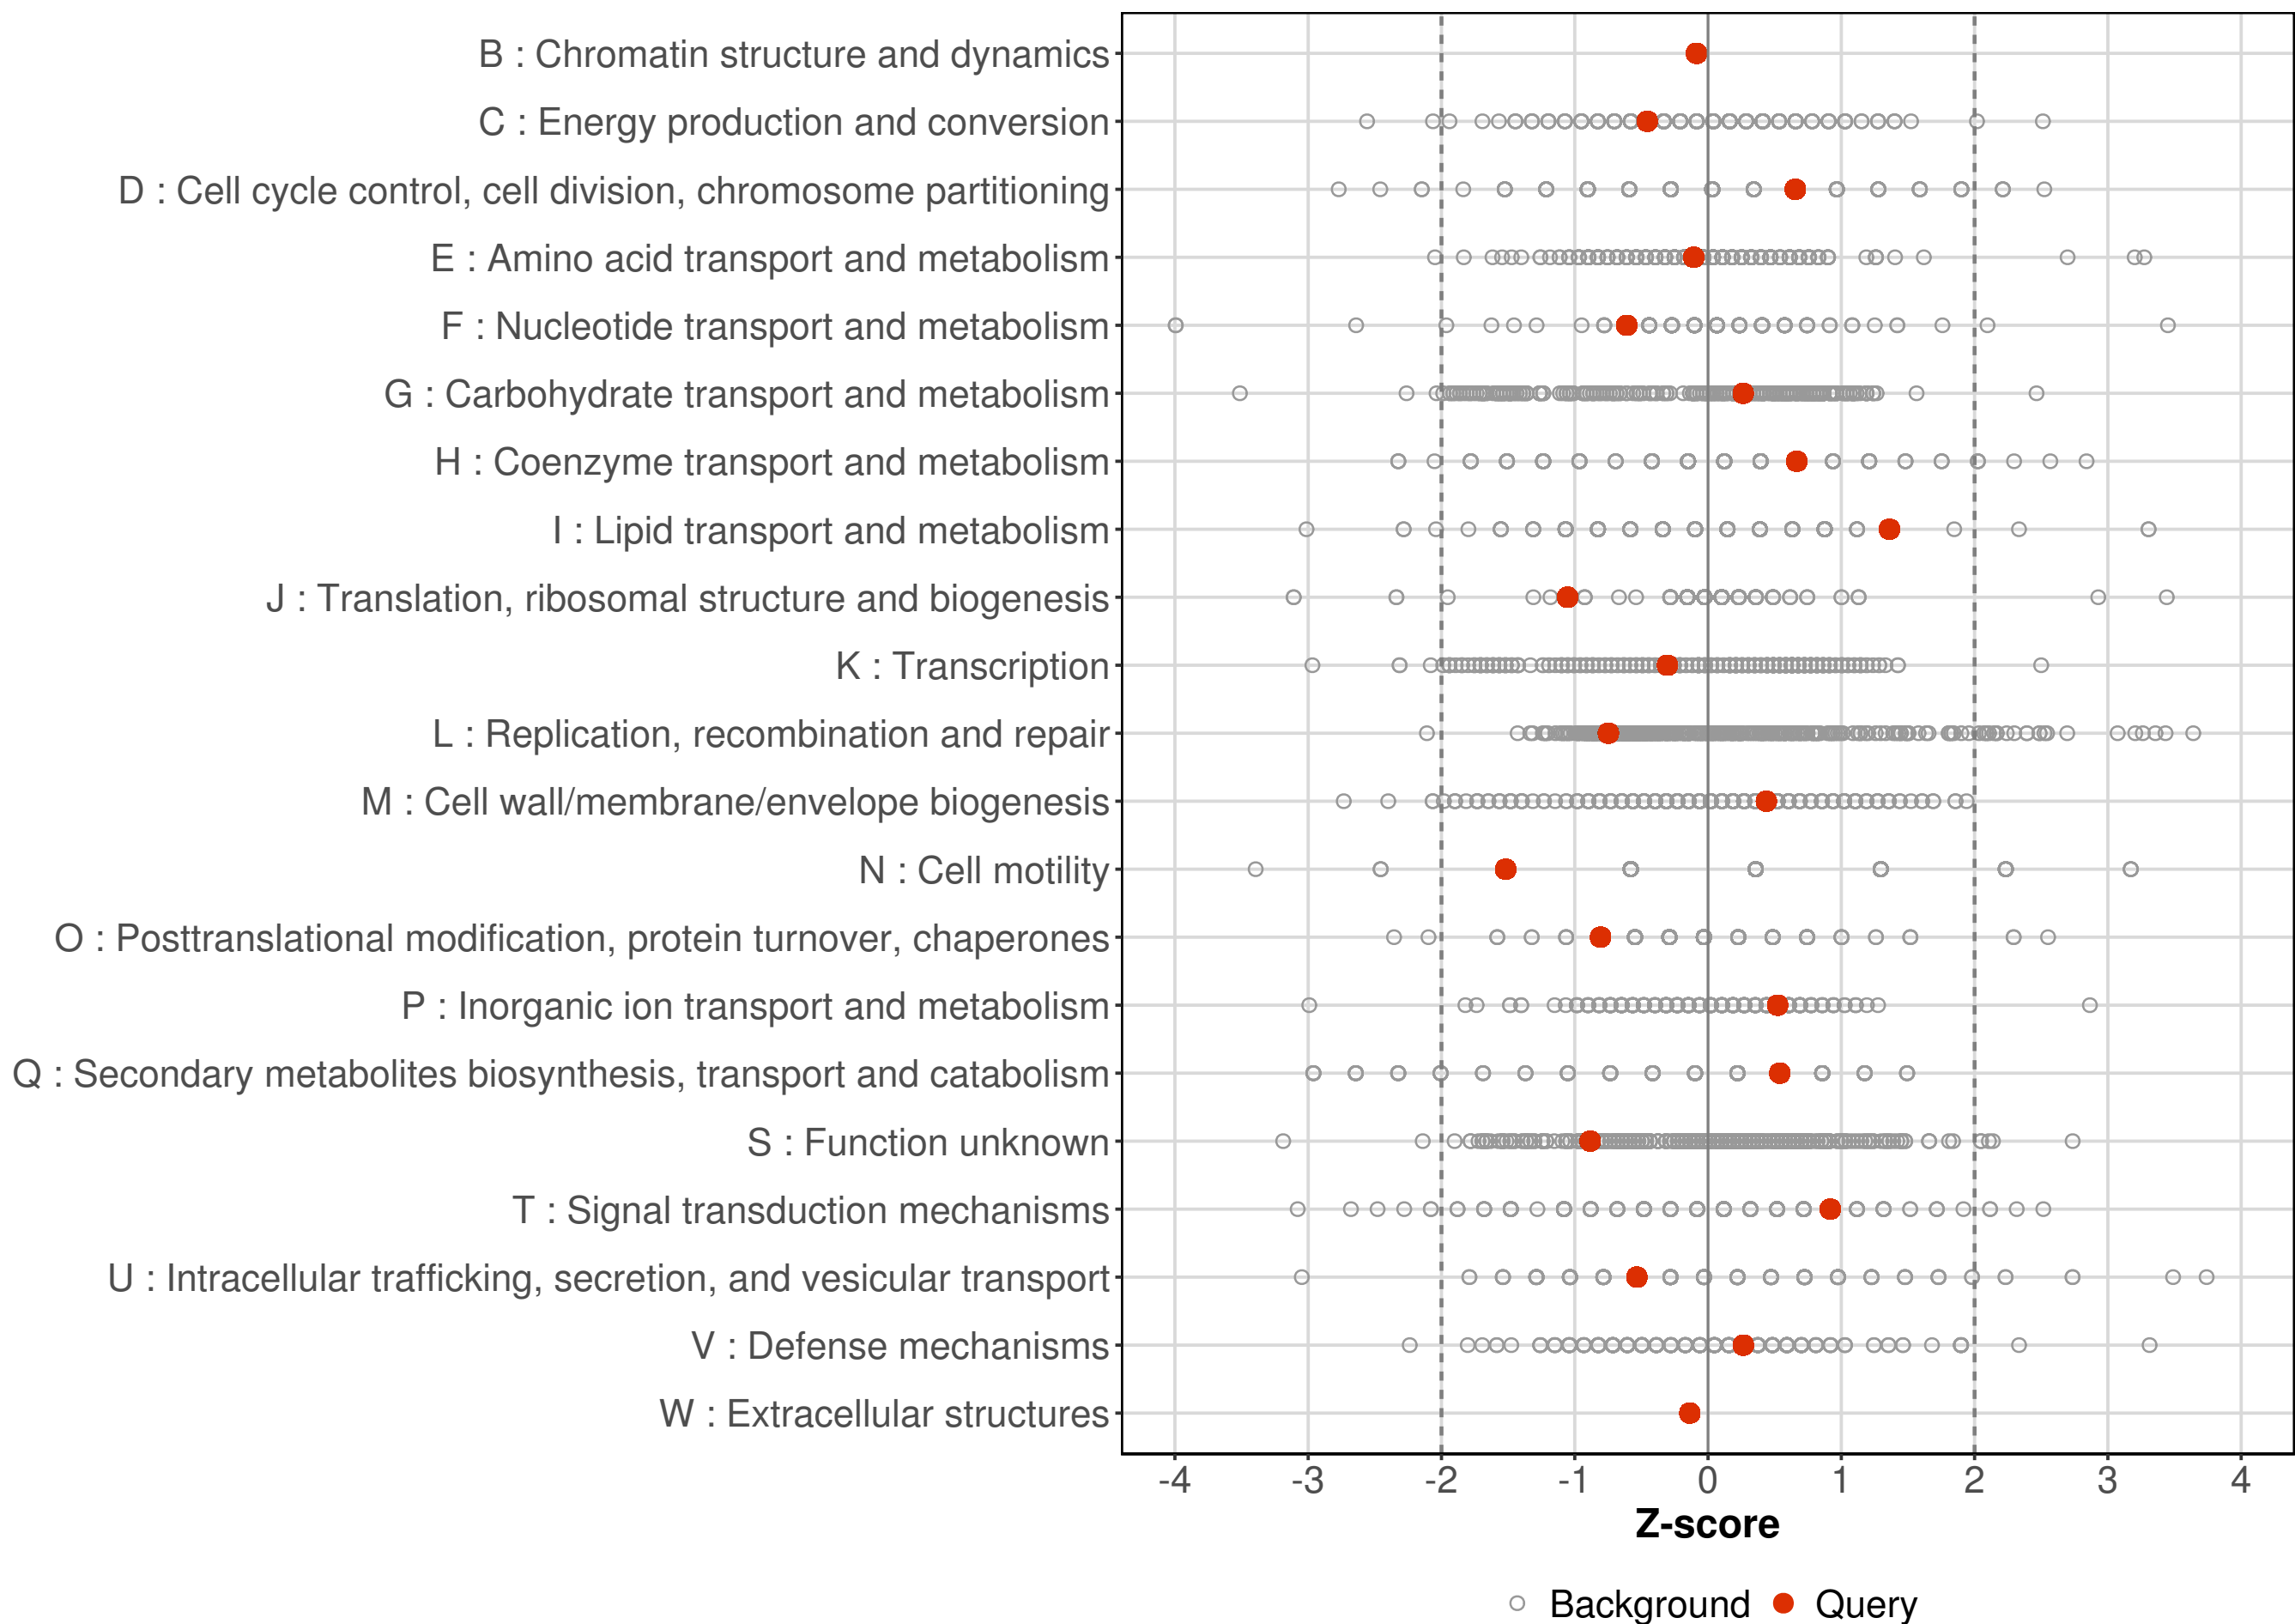 B : Chromatin structure and dynamics
C : Energy production and conversion
D : Cell cycle control, cell division, chromosome partitioning
E : Amino acid transport and metabolism
F : Nucleotide transport and metabolism
G : Carbohydrate transport and metabolism
H : Coenzyme transport and metabolism
I : Lipid transport and metabolism
J : Translation, ribosomal structure and biogenesis
K : Transcription
L : Replication, recombination and repair
M : Cell wall/membrane/envelope biogenesis
N : Cell motility
O : Posttranslational modification, protein turnover, chaperones
P : Inorganic ion transport and metabolism
Q : Secondary metabolites biosynthesis, transport and catabolism
S : Function unknown
T : Signal transduction mechanisms
U : Intracellular trafficking, secretion, and vesicular transport
V : Defense mechanisms
W : Extracellular structures
-4 -3 -2 -1 0 1 2 3 4
Z-score
Background Query